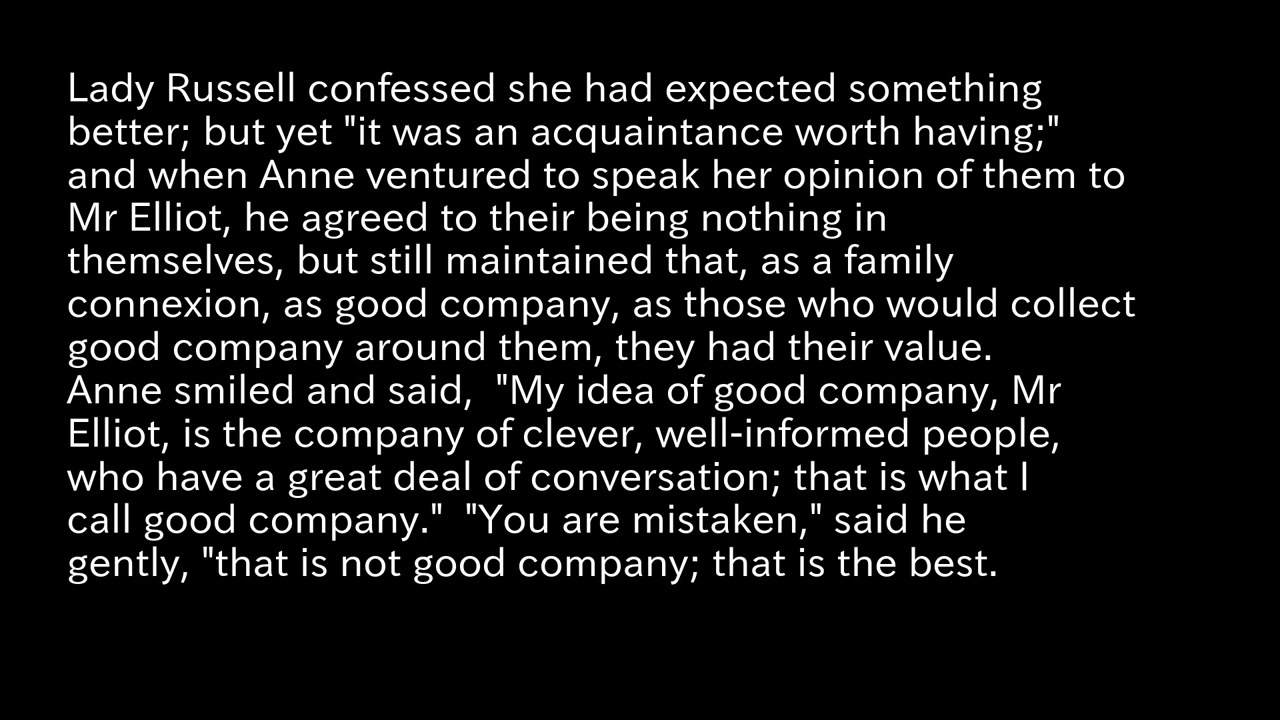 Lady Russell confessed she had expected something
better; but yet "it was an acquaintance worth having;"
and when Anne ventured to speak her opinion of them to
Mr Elliot, he agreed to their being nothing in
themselves, but still maintained that, as a family
connexion, as good company, as those who would collect
good company around them, they had their value.
Anne smiled and said,  "My idea of good company, Mr
Elliot, is the company of clever, well-informed people,
who have a great deal of conversation; that is what I
call good company."  "You are mistaken," said he
gently, "that is not good company; that is the best.